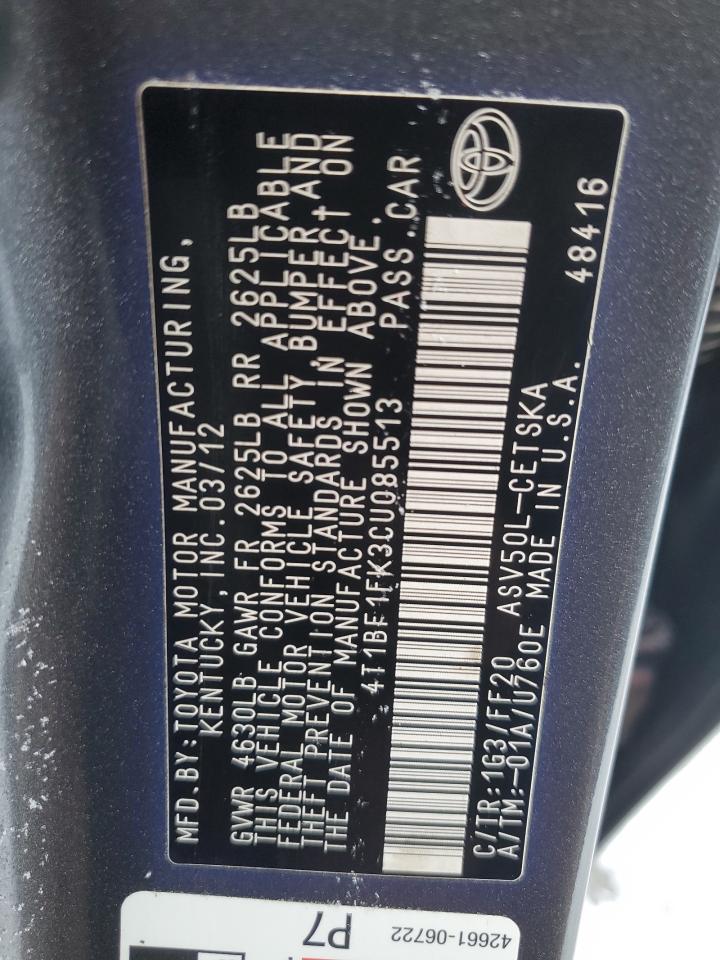 MFD.BY:TOYOTA MOTOR MANUFACTURING,
KENTUCKY,INC.03/12
GVWR 4630LB GAWR FR 2625LB RR 2625LB
THIS VEHICLE CONFORMS TO ALL APPLICABLE
FEDERAL MOTOR VEHICLE SAFETY, BUMPER, AND
THEFT PREVENTION STANDARDS IN EFFECT ON
THE DATE OF MANUFACTURE SHOWN ABOVE.
4T1BF1FK3CU085513 PASS.CAR
C/TR:1G3/FF20 ASV50L-CETSKA
A/TM:-01A/U760E MADE IN U.S.A. 48416
P7
42661-06722